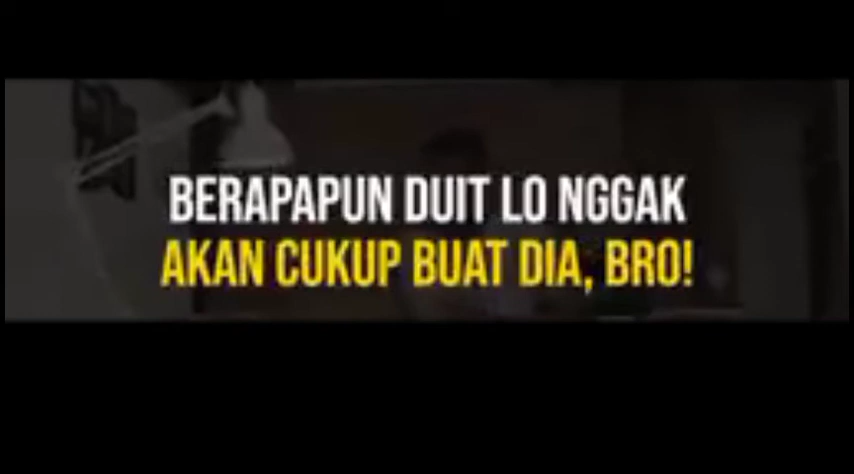 BERAPAPUN DUIT LO NGGAK
AKAN CUKUP BUAT DIA, BRO!